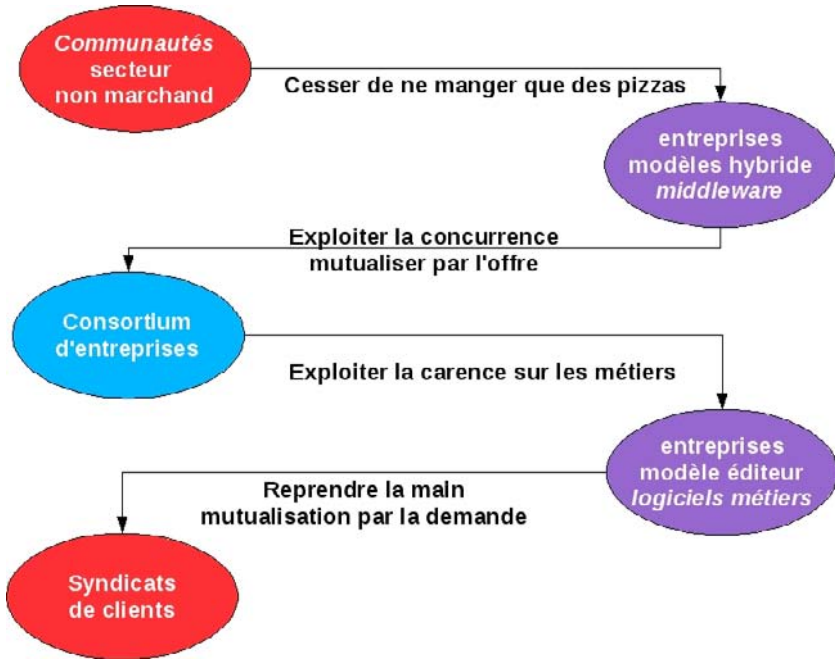 Communautés
secteur
non marchand
Cesser de ne manger que des pizzas
entreprises
modèles hybride
middleware
Exploiter la concurrence
mutualiser par l'offre
Consortium
d'entreprises
Exploiter la carence sur les métiers
entreprises
modèle éditeur
logiciels métiers
Reprendre la main
mutualisation par la demande
Syndicats
de clients